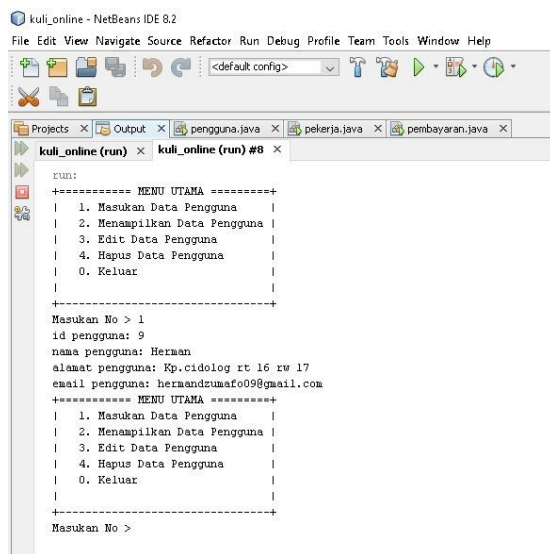 kuli_online - NetBeans IDE 8.2
File Edit View Navigate Source Refactor Run Debug Profile Team Tools Window Help
<default config>
Projects Output pengguna.java pekerja.java pembayaran.java
kuli_online (run) kuli_online (run) #8
run:
+=========== MENU UTAMA =========+
| 1. Masukan Data Pengguna |
| 2. Menampilkan Data Pengguna |
| 3. Edit Data Pengguna |
| 4. Hapus Data Pengguna |
| 0. Keluar |
| |
+--------------------------------+
Masukan No > 1
id pengguna: 9
nama pengguna: Herman
alamat pengguna: Kp.cidolog rt 16 rw 17
email pengguna: hermandzumafo09@gmail.com
+=========== MENU UTAMA =========+
| 1. Masukan Data Pengguna |
| 2. Menampilkan Data Pengguna |
| 3. Edit Data Pengguna |
| 4. Hapus Data Pengguna |
| 0. Keluar |
| |
+--------------------------------+
Masukan No >